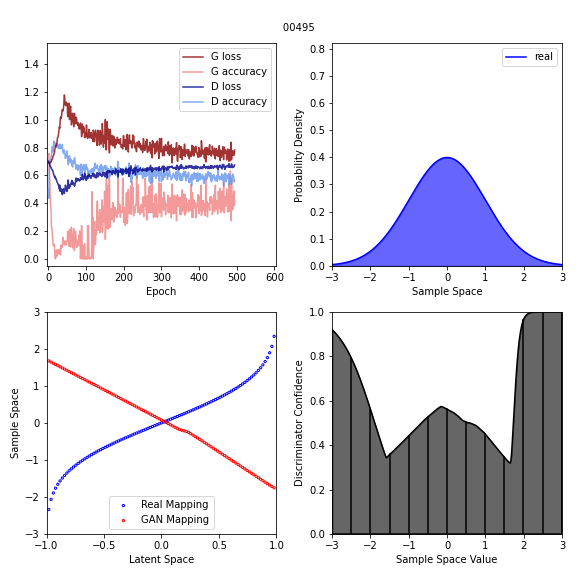 00495
1.4
1.2
1.0
0.8
0.6
0.4
0.2
0.0
0 100 200 300 400 500 600
Epoch
G loss
G accuracy
D loss
D accuracy
Probability Density
0.8
0.7
0.6
0.5
0.4
0.3
0.2
0.1
0.0
−3 −2 −1 0 1 2 3
Sample Space
real
Sample Space
3
2
1
0
−1
−2
−3
−1.0 −0.5 0.0 0.5 1.0
Latent Space
Real Mapping
GAN Mapping
Discriminator Confidence
1.0
0.8
0.6
0.4
0.2
0.0
−3 −2 −1 0 1 2 3
Sample Space Value